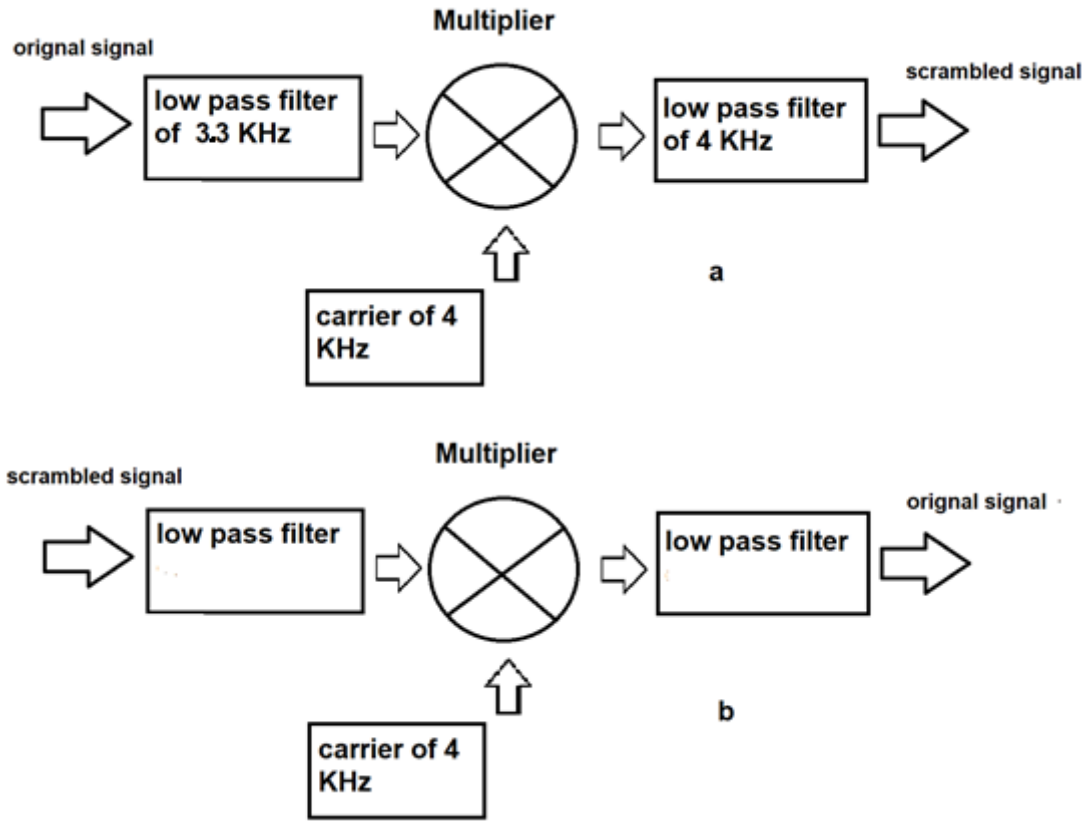 Multiplier
orignal signal
low pass filter
of 3.3 KHz
low pass filter
of 4 KHz
scrambled signal
carrier of 4
KHz
a
Multiplier
scrambled signal
low pass filter
low pass filter
orignal signal
carrier of 4
KHz
b